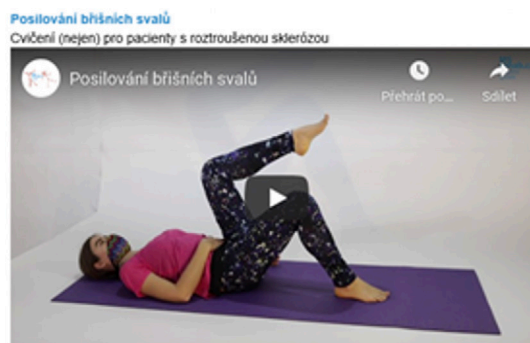 Posilování břišních svalů
Cvičení (nejen) pro pacienty s roztroušenou sklerózou
Posilování břišních svalů
Přehrát po...
Sdílet